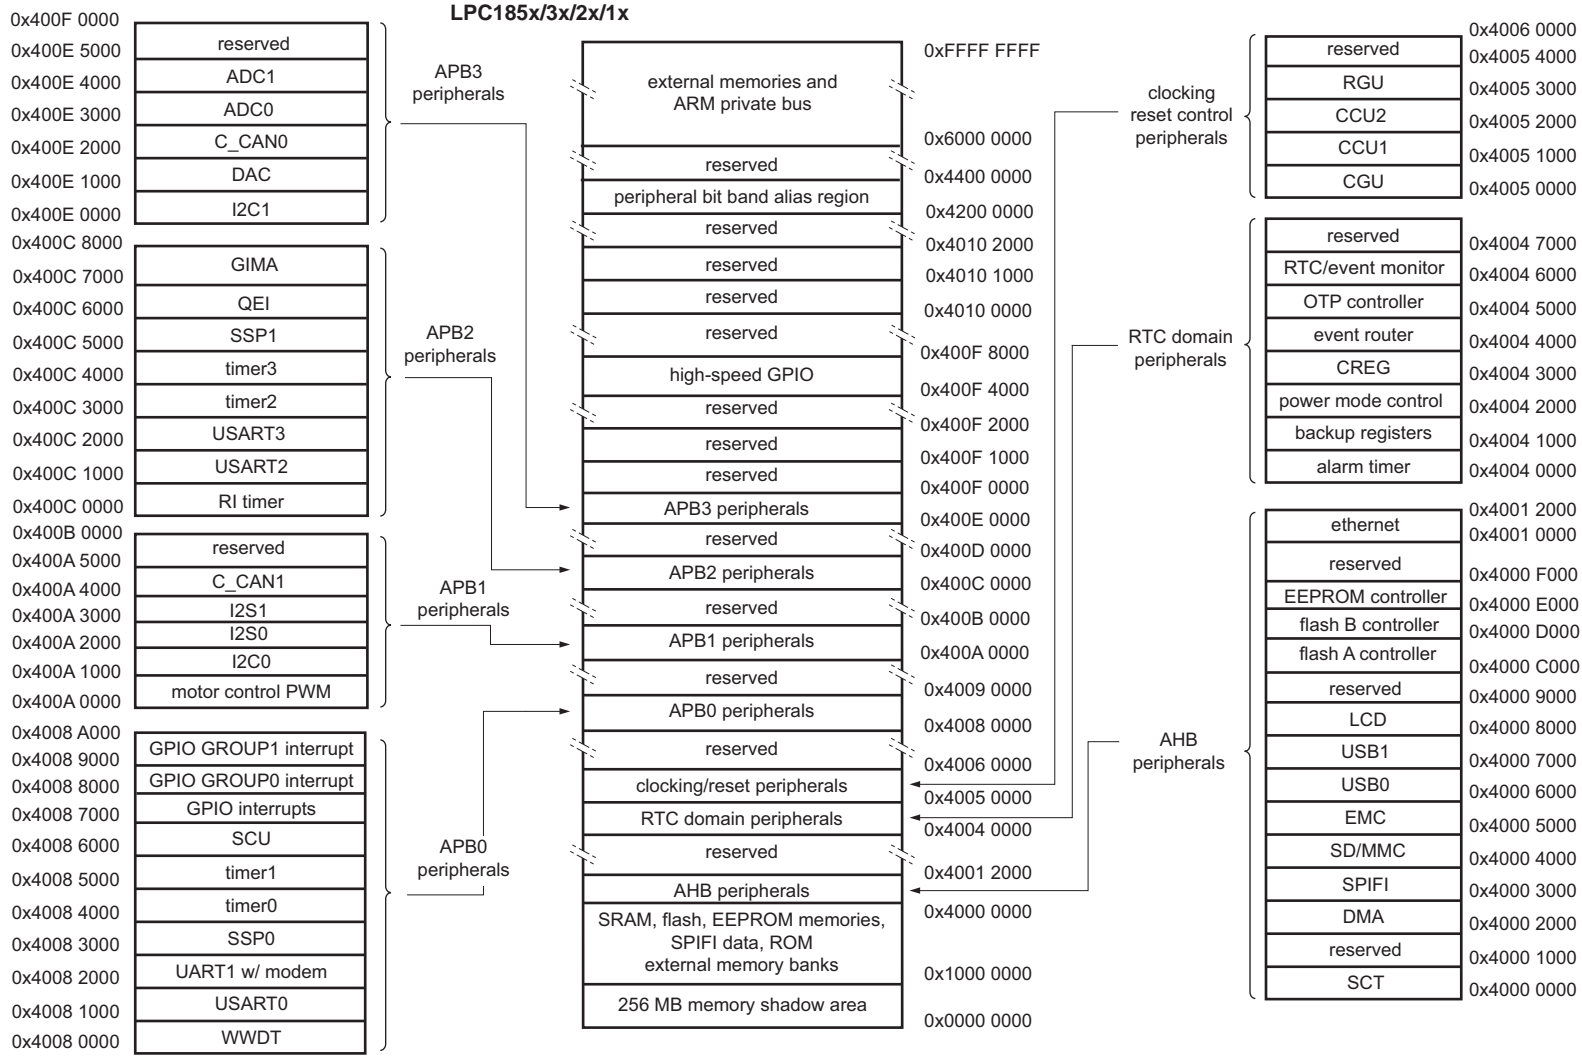 LPC185x/3x/2x/1x
0x400F 0000
reserved
0x400E 5000
ADC1
0x400E 4000
ADC0
0x400E 3000
C_CAN0
0x400E 2000
DAC
0x400E 1000
I2C1
0x400E 0000
APB3
peripherals
0x400C 8000
GIMA
0x400C 7000
QEI
0x400C 6000
SSP1
0x400C 5000
timer3
0x400C 4000
timer2
0x400C 3000
USART3
0x400C 2000
USART2
0x400C 1000
RI timer
0x400C 0000
APB2
peripherals
0x400B 0000
reserved
0x400A 5000
C_CAN1
0x400A 4000
I2S1
0x400A 3000
I2S0
0x400A 2000
I2C0
0x400A 1000
motor control PWM
0x400A 0000
APB1
peripherals
0x4008 A000
GPIO GROUP1 interrupt
0x4008 9000
GPIO GROUP0 interrupt
0x4008 8000
GPIO interrupts
0x4008 7000
SCU
0x4008 6000
timer1
0x4008 5000
timer0
0x4008 4000
SSP0
0x4008 3000
UART1 w/ modem
0x4008 2000
USART0
0x4008 1000
WWDT
0x4008 0000
APB0
peripherals
0xFFFF FFFF
external memories and
ARM private bus
0x6000 0000
reserved
0x4400 0000
peripheral bit band alias region
0x4200 0000
reserved
0x4010 2000
reserved
0x4010 1000
reserved
0x4010 0000
reserved
0x400F 8000
high-speed GPIO
0x400F 4000
reserved
0x400F 2000
reserved
0x400F 1000
reserved
0x400F 0000
APB3 peripherals
0x400E 0000
reserved
0x400D 0000
APB2 peripherals
0x400C 0000
reserved
0x400B 0000
APB1 peripherals
0x400A 0000
reserved
0x4009 0000
APB0 peripherals
0x4008 0000
reserved
0x4006 0000
clocking/reset peripherals
0x4005 0000
RTC domain peripherals
0x4004 0000
reserved
0x4001 2000
AHB peripherals
0x4000 0000
SRAM, flash, EEPROM memories,
SPIFI data, ROM
external memory banks
0x1000 0000
256 MB memory shadow area
0x0000 0000
clocking
reset control
peripherals
0x4006 0000
reserved
0x4005 4000
RGU
0x4005 3000
CCU2
0x4005 2000
CCU1
0x4005 1000
CGU
0x4005 0000
RTC domain
peripherals
reserved
0x4004 7000
RTC/event monitor
0x4004 6000
OTP controller
0x4004 5000
event router
0x4004 4000
CREG
0x4004 3000
power mode control
0x4004 2000
backup registers
0x4004 1000
alarm timer
0x4004 0000
AHB
peripherals
0x4001 2000
ethernet
0x4001 0000
reserved
0x4000 F000
EEPROM controller
0x4000 E000
flash B controller
0x4000 D000
flash A controller
0x4000 C000
reserved
0x4000 9000
LCD
0x4000 8000
USB1
0x4000 7000
USB0
0x4000 6000
EMC
0x4000 5000
SD/MMC
0x4000 4000
SPIFI
0x4000 3000
DMA
0x4000 2000
reserved
0x4000 1000
SCT
0x4000 0000